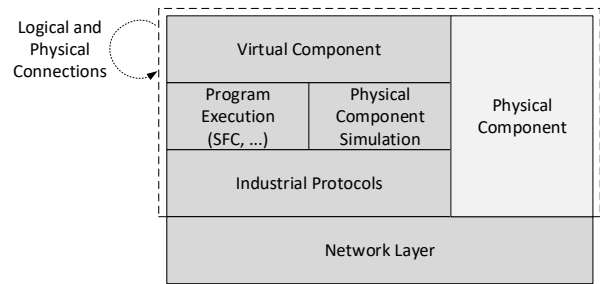 Logical and
Physical
Connections
Virtual Component
Program
Execution
(SFC, ...)
Physical
Component
Simulation
Physical
Component
Industrial Protocols
Network Layer